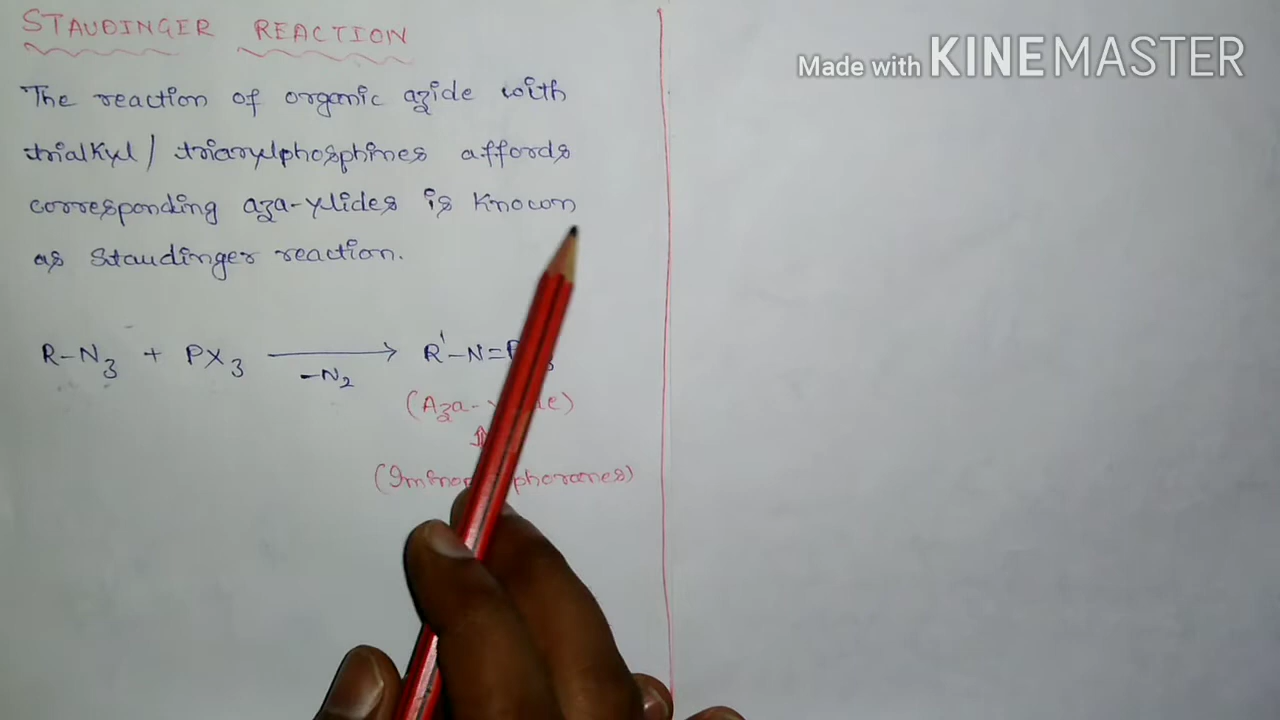 STAUDINGER REACTION
Made with KINEMASTER
The reaction of organic azide with
trialkyl/ triarylphosphines affords
corresponding aza-ylides is known
as Staudinger reaction.
R-N3 + PX3 → R'-N=P
-N2
(Aza-